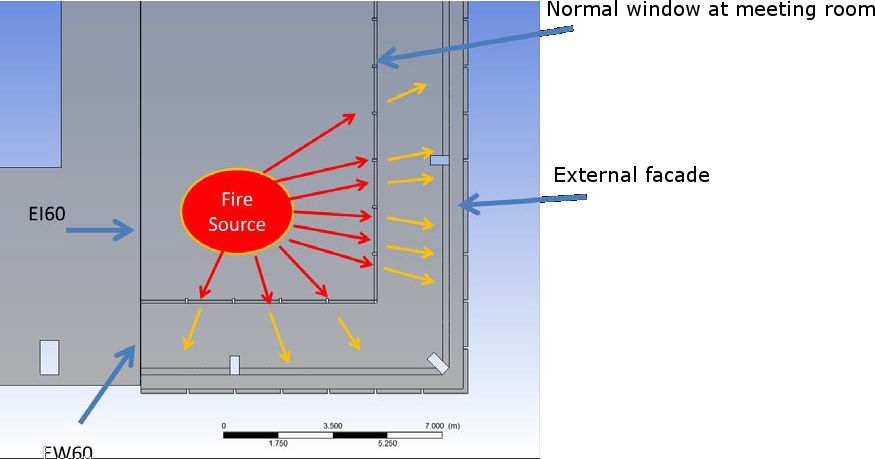 Normal window at meeting room
External facade
Fire
Source
EI60
EW60
0 3.500 7.000 (m)
1.750 5.250